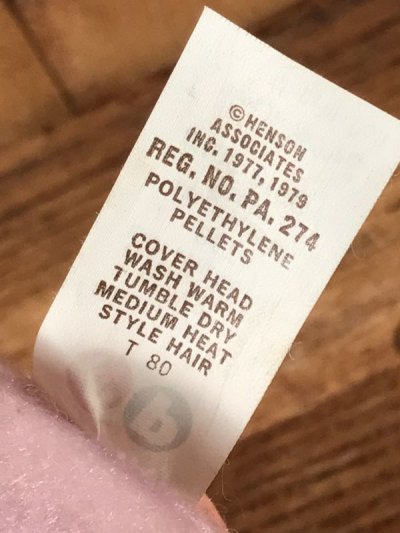 © HENSON
ASSOCIATES
INC. 1977, 1979
REG. NO. PA. 274
POLYETHYLENE
PELLETS
COVER HEAD
WASH WARM
TUMBLE DRY
MEDIUM HEAT
STYLE HAIR
T 80